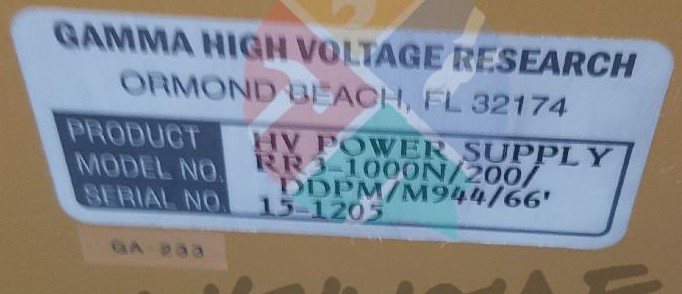 GAMMA HIGH VOLTAGE RESEARCH
ORMOND BEACH, FL 32174
PRODUCT HV POWER SUPPLY
MODEL NO. RR3-1000N/200/
DDPM/M944/66'
SERIAL NO. 15-1205
GA 233